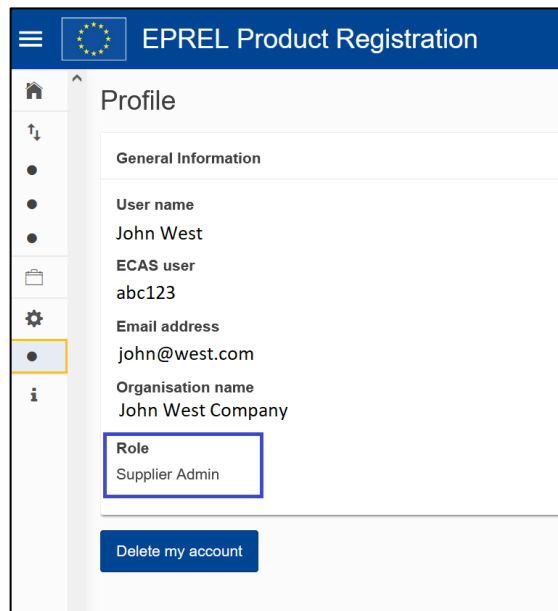 EPREL Product Registration
Profile
General Information
User name
John West
ECAS user
abc123
Email address
john@west.com
Organisation name
John West Company
Role
Supplier Admin
Delete my account